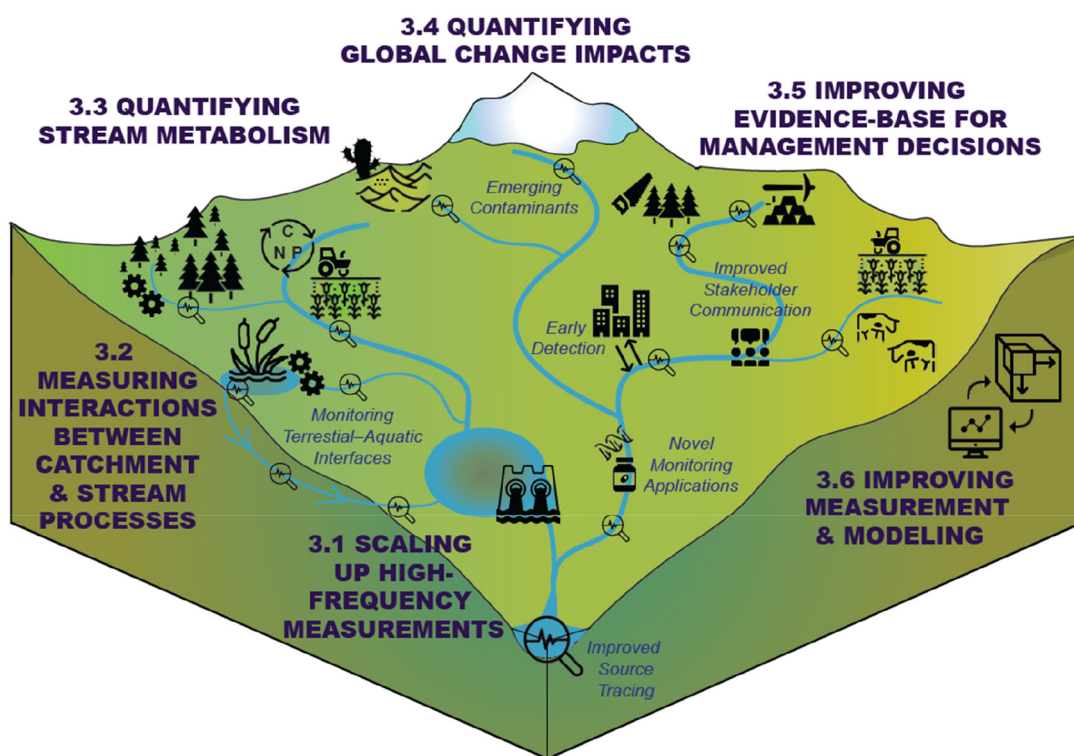 3.4 QUANTIFYING
GLOBAL CHANGE IMPACTS
3.3 QUANTIFYING
STREAM METABOLISM
3.5 IMPROVING
EVIDENCE-BASE FOR
MANAGEMENT DECISIONS
Emerging
Contaminants
C
N P
Improved
Stakeholder
Communication
Early
Detection
3.2
MEASURING
INTERACTIONS
BETWEEN
CATCHMENT
& STREAM
PROCESSES
Monitoring
Terrestial–Aquatic
Interfaces
Novel
Monitoring
Applications
3.6 IMPROVING
MEASUREMENT
& MODELING
3.1 SCALING
UP HIGH-
FREQUENCY
MEASUREMENTS
Improved
Source
Tracing